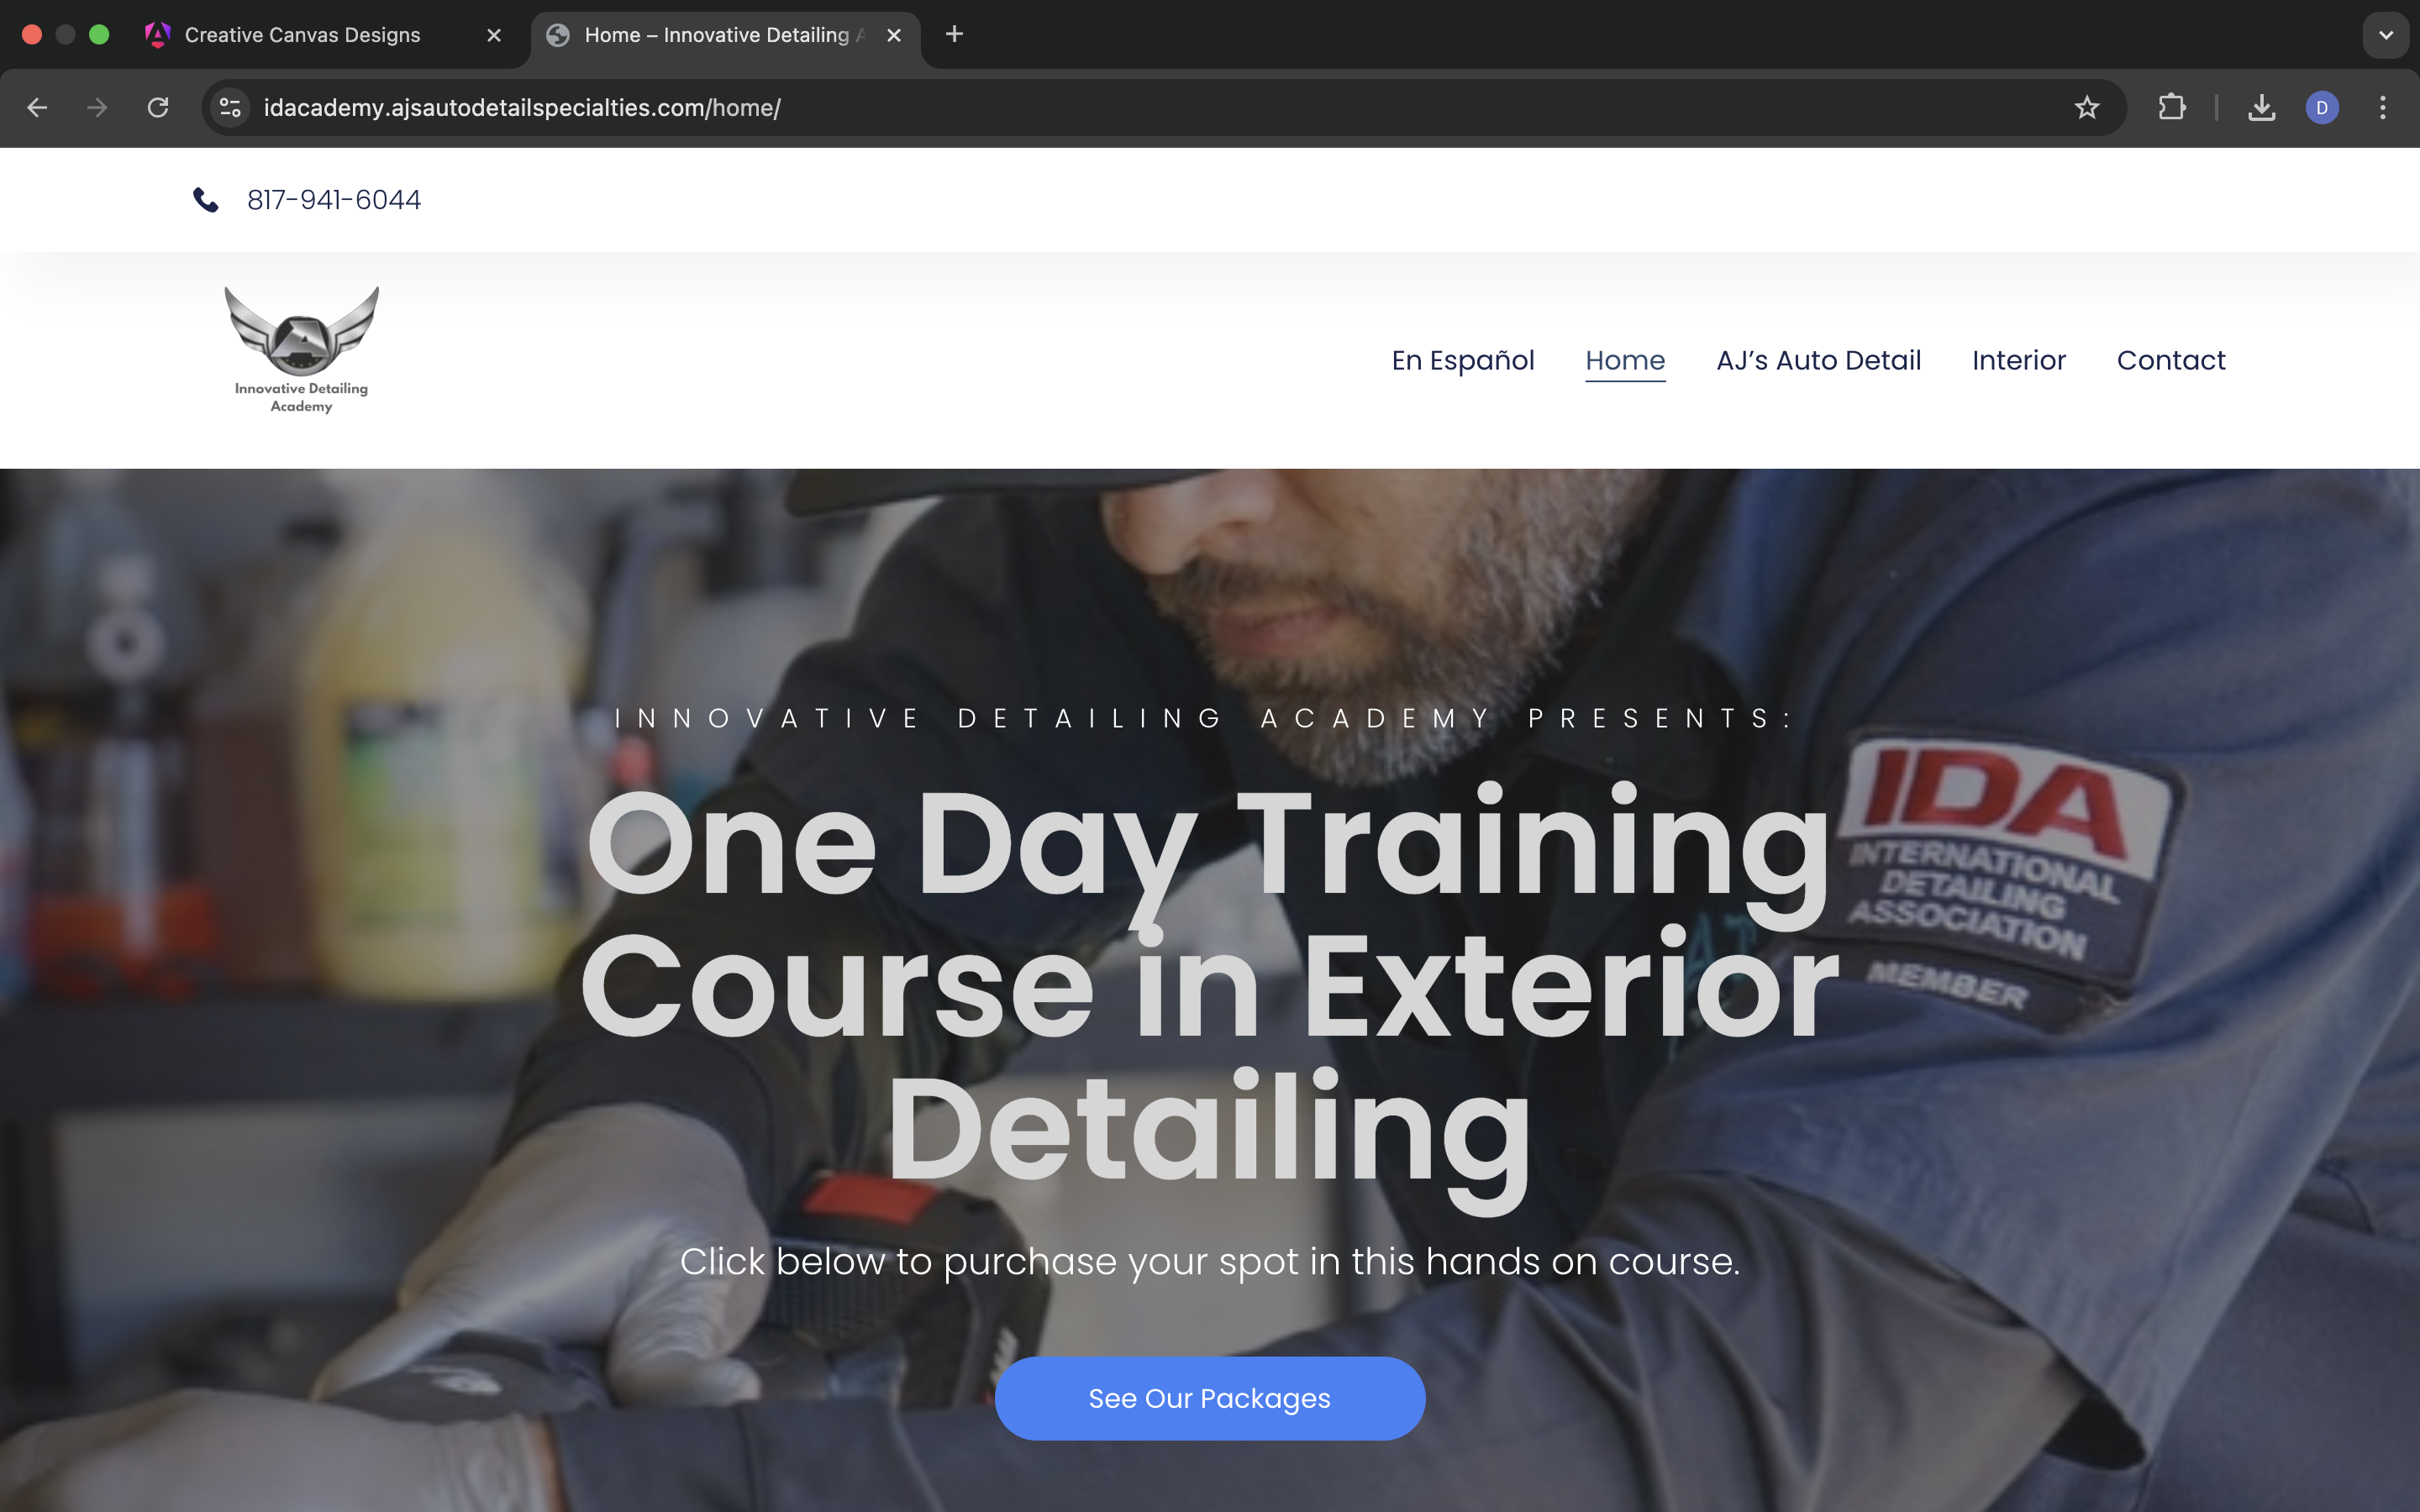 Creative Canvas Designs
Home – Innovative Detailing A
idacademy.ajsautodetailspecialties.com/home/
D
817-941-6044
Innovative Detailing
Academy
En Español
Home
AJ’s Auto Detail
Interior
Contact
INNOVATIVE DETAILING ACADEMY PRESENTS:
One Day Training
Course in Exterior
Detailing
IDA
INTERNATIONAL
DETAILING
ASSOCIATION
MEMBER
Click below to purchase your spot in this hands on course.
See Our Packages